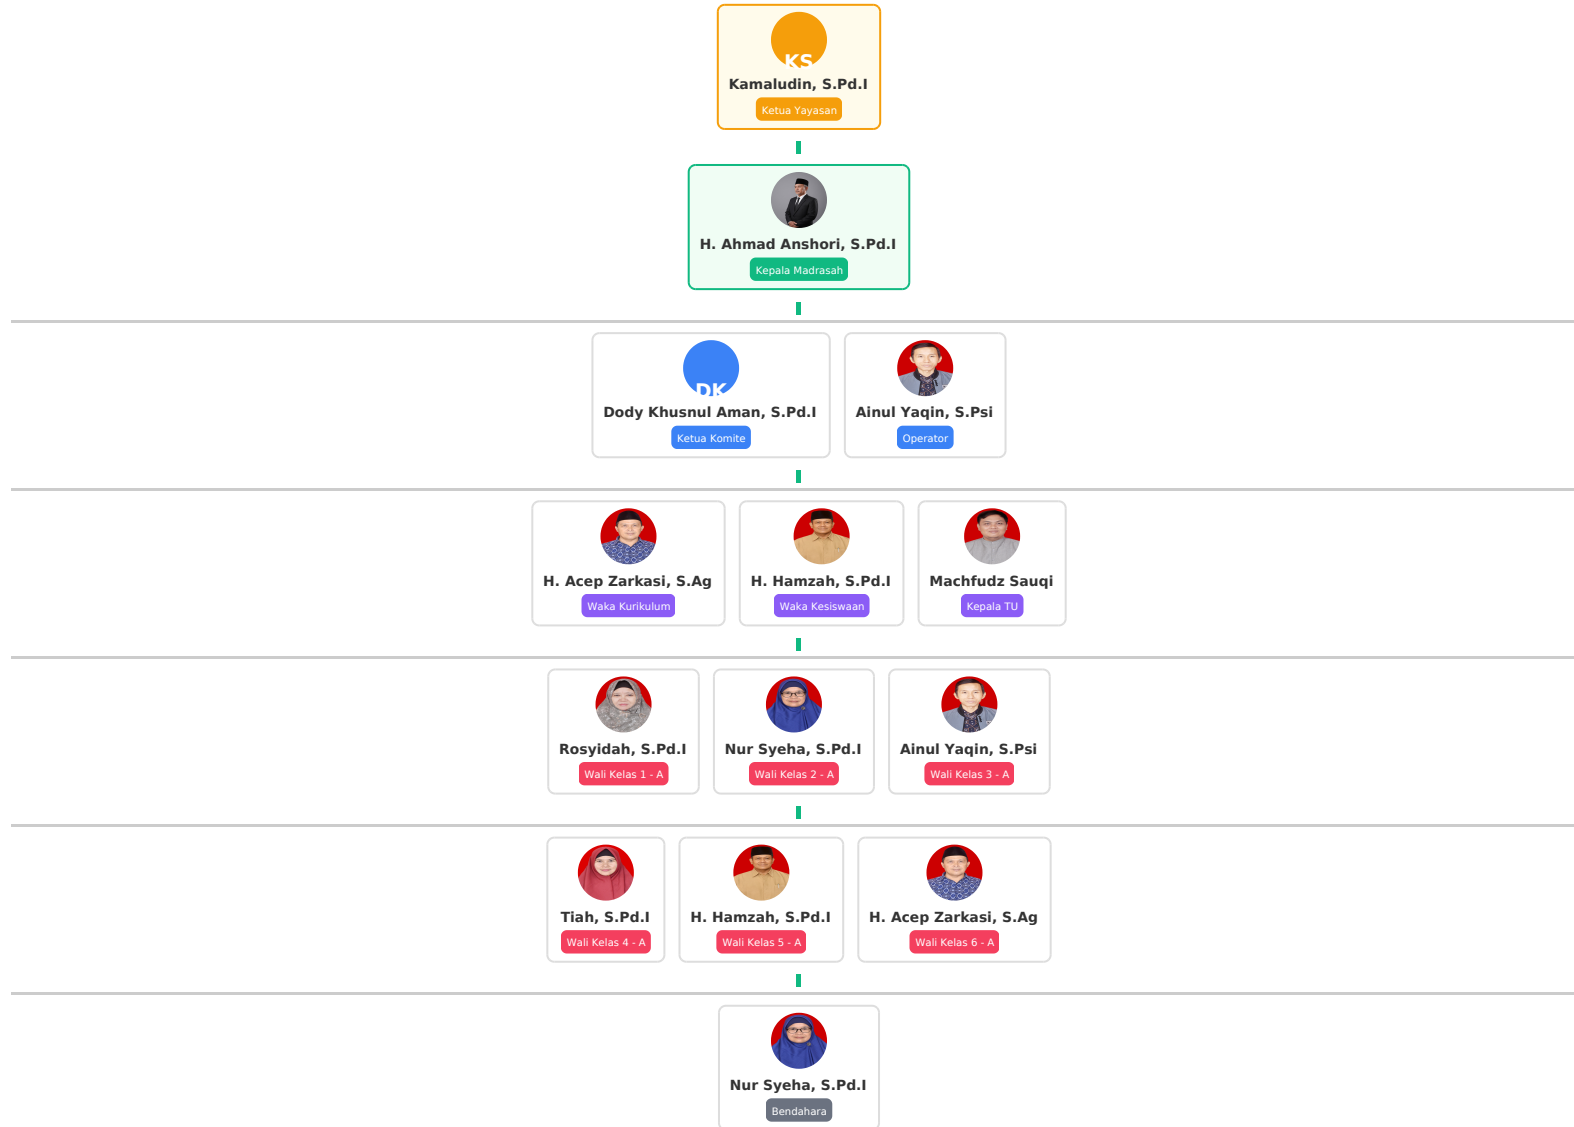 KS
Kamaludin, S.Pd.I
Ketua Yayasan
H. Ahmad Anshori, S.Pd.I
Kepala Madrasah
DK
Dody Khusnul Aman, S.Pd.I
Ketua Komite
Ainul Yaqin, S.Psi
Operator
H. Acep Zarkasi, S.Ag
Waka Kurikulum
H. Hamzah, S.Pd.I
Waka Kesiswaan
Machfudz Sauqi
Kepala TU
Rosyidah, S.Pd.I
Wali Kelas 1 - A
Nur Syeha, S.Pd.I
Wali Kelas 2 - A
Ainul Yaqin, S.Psi
Wali Kelas 3 - A
Tiah, S.Pd.I
Wali Kelas 4 - A
H. Hamzah, S.Pd.I
Wali Kelas 5 - A
H. Acep Zarkasi, S.Ag
Wali Kelas 6 - A
Nur Syeha, S.Pd.I
Bendahara